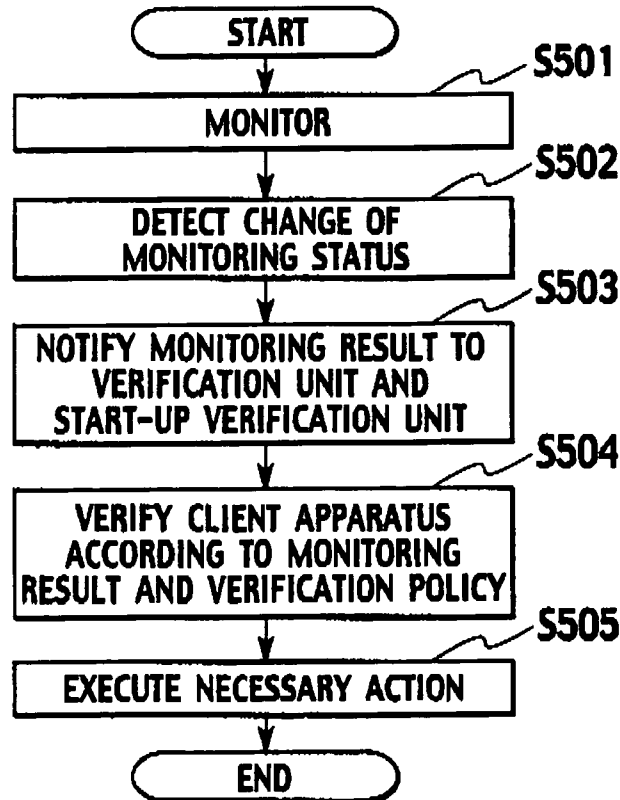 START
S501
MONITOR
S502
DETECT CHANGE OF
MONITORING STATUS
S503
NOTIFY MONITORING RESULT TO
VERIFICATION UNIT AND
START-UP VERIFICATION UNIT
S504
VERIFY CLIENT APPARATUS
ACCORDING TO MONITORING
RESULT AND VERIFICATION POLICY
S505
EXECUTE NECESSARY ACTION
END